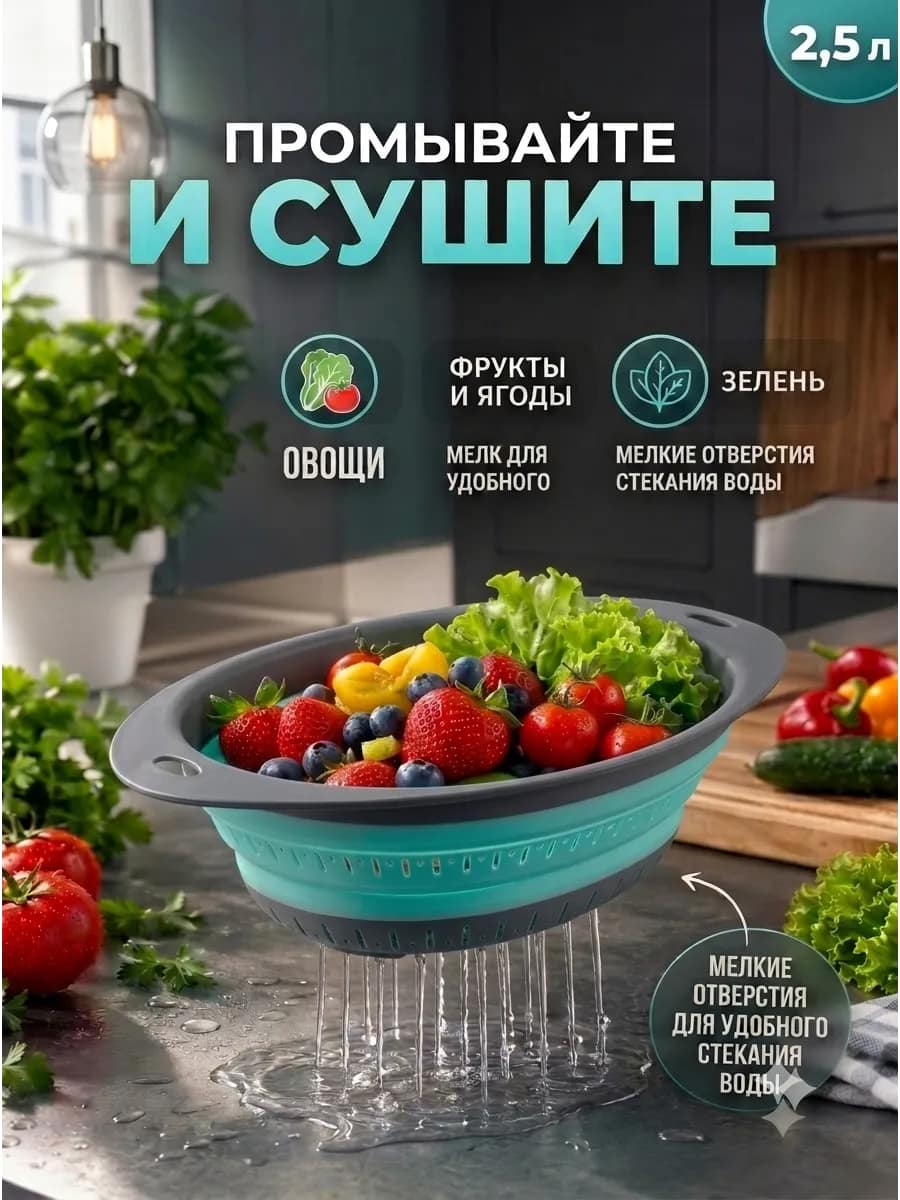 2,5 л
ПРОМЫВАЙТЕ
И СУШИТЕ
ФРУКТЫ
И ЯГОДЫ
ЗЕЛЕНЬ
ОВОЩИ
МЕЛК ДЛЯ
УДОБНОГО
МЕЛКИЕ ОТВЕРСТИЯ
СТЕКАНИЯ ВОДЫ
МЕЛКИЕ
ОТВЕРСТИЯ
ДЛЯ УДОБНОГО
СТЕКАНИЯ
ВОДЫ